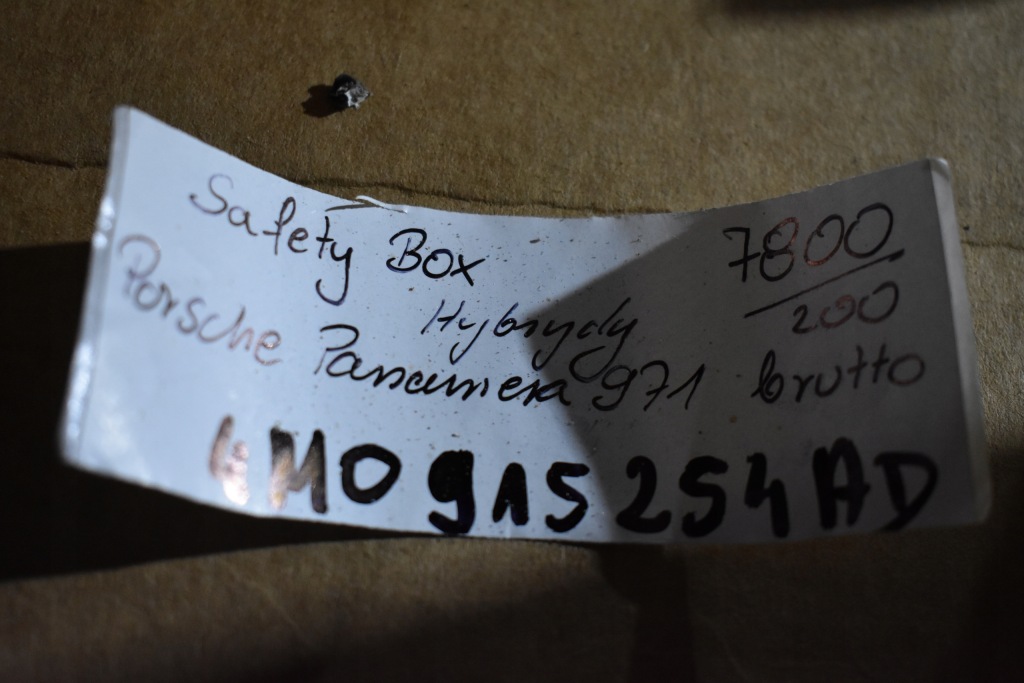 Safety Box 7800
200
Hybrydy
Porsche Panamera 971 brutto
4M0915254AD